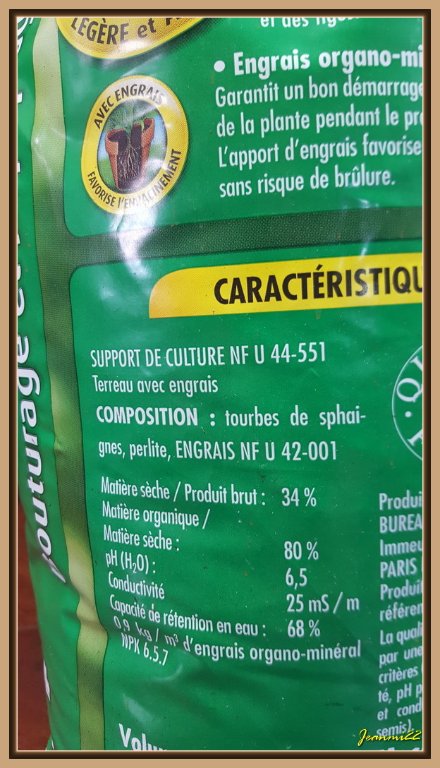 LÉGÈRE et
et des
• Engrais organo-mi
Garantit un bon démarrage
de la plante pendant le pr
L'apport d'engrais favorise
sans risque de brûlure.
AVEC ENGRAIS
FAVORISE l'ENRACINEMENT
CARACTÉRISTIQU
SUPPORT DE CULTURE NF U 44-551
Terreau avec engrais
COMPOSITION : tourbes de sphai-
gnes, perlite, ENGRAIS NF U 42-001
Matière sèche / Produit brut : 34 %
Matière organique /
Matière sèche : 80 %
pH (H2O) : 6,5
Conductivité 25 mS / m
Capacité de rétention en eau : 68 %
0,9 kg / m³ d'engrais organo-minéral
NPK 6.5.7
bouturage et
Produi
BUREA
Immeu
PARIS
Produit
référen
La quali
par une
critères
té, pH p
et cond
semis).
Volu
Jemmi22